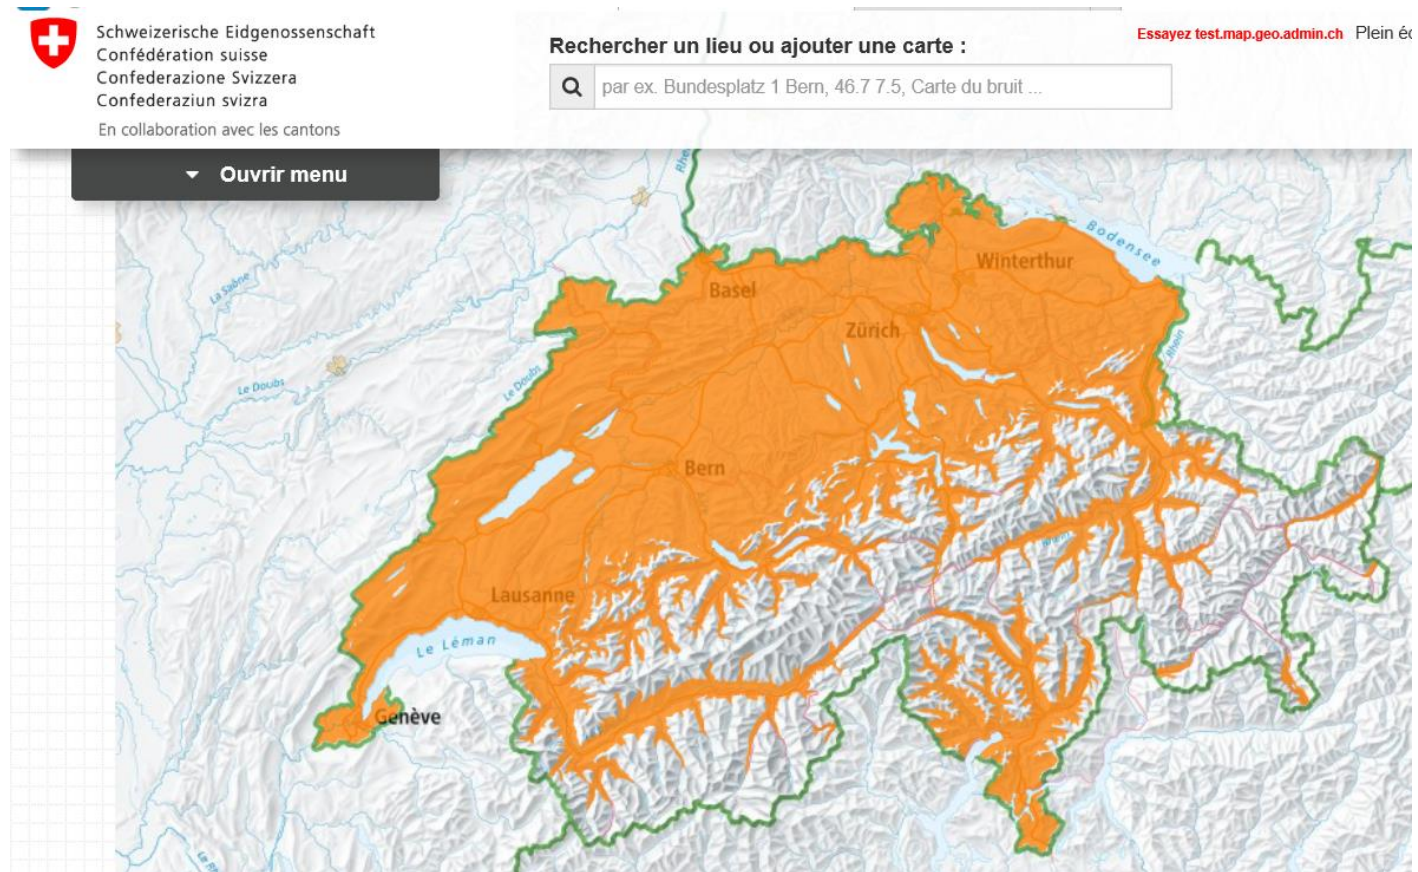 Schweizerische Eidgenossenschaft
Confédération suisse
Confederazione Svizzera
Confederaziun svizra
En collaboration avec les cantons
Rechercher un lieu ou ajouter une carte :
par ex. Bundesplatz 1 Bern, 46.7 7.5, Carte du bruit ...
Essayez test.map.geo.admin.ch Plein éc
Ouvrir menu
Rhein
Bodensee
Winterthur
La Saône
Basel
Zürich
Rhein
Le Doubs
Le Doubs
Bern
Rhein
Lausanne
Le Léman
Genève